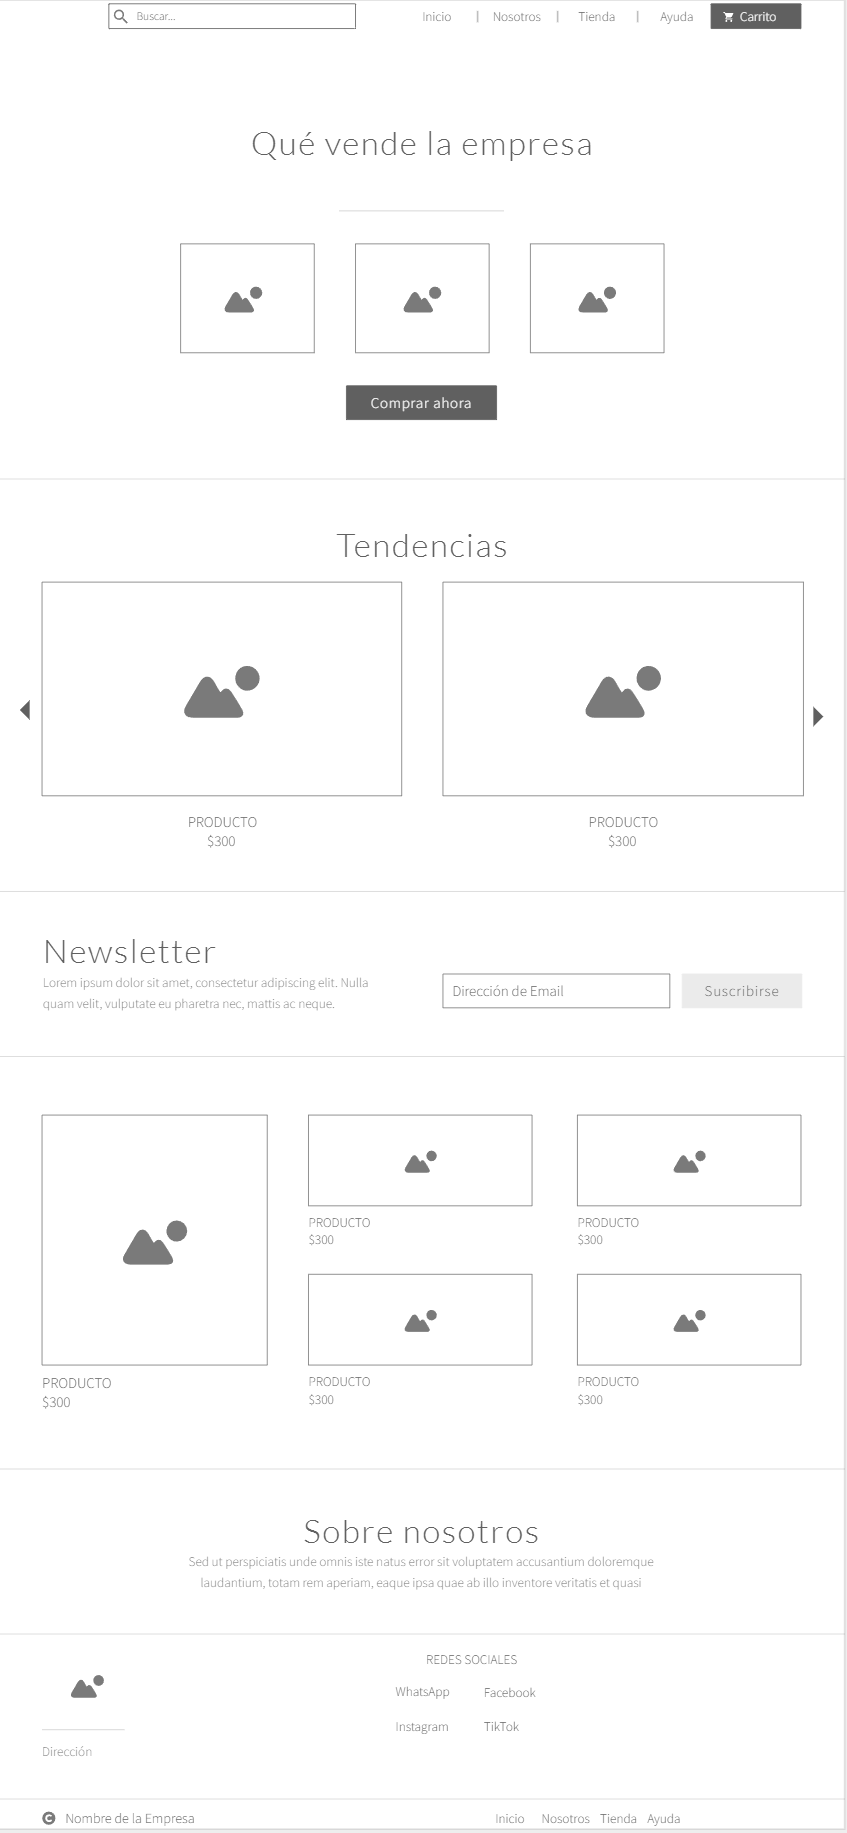 Buscar...
Inicio | Nosotros | Tienda | Ayuda
Carrito
Qué vende la empresa
Comprar ahora
Tendencias
PRODUCTO
$300
PRODUCTO
$300
Newsletter
Lorem ipsum dolor sit amet, consectetur adipiscing elit. Nulla
quam velit, vulputate eu pharetra nec, mattis ac neque.
Dirección de Email
Suscribirse
PRODUCTO
$300
PRODUCTO
$300
PRODUCTO
$300
PRODUCTO
$300
PRODUCTO
$300
Sobre nosotros
Sed ut perspiciatis unde omnis iste natus error sit voluptatem accusantium doloremque
laudantium, totam rem aperiam, eaque ipsa quae ab illo inventore veritatis et quasi
Dirección
REDES SOCIALES
WhatsApp Facebook
Instagram TikTok
© Nombre de la Empresa
Inicio Nosotros Tienda Ayuda